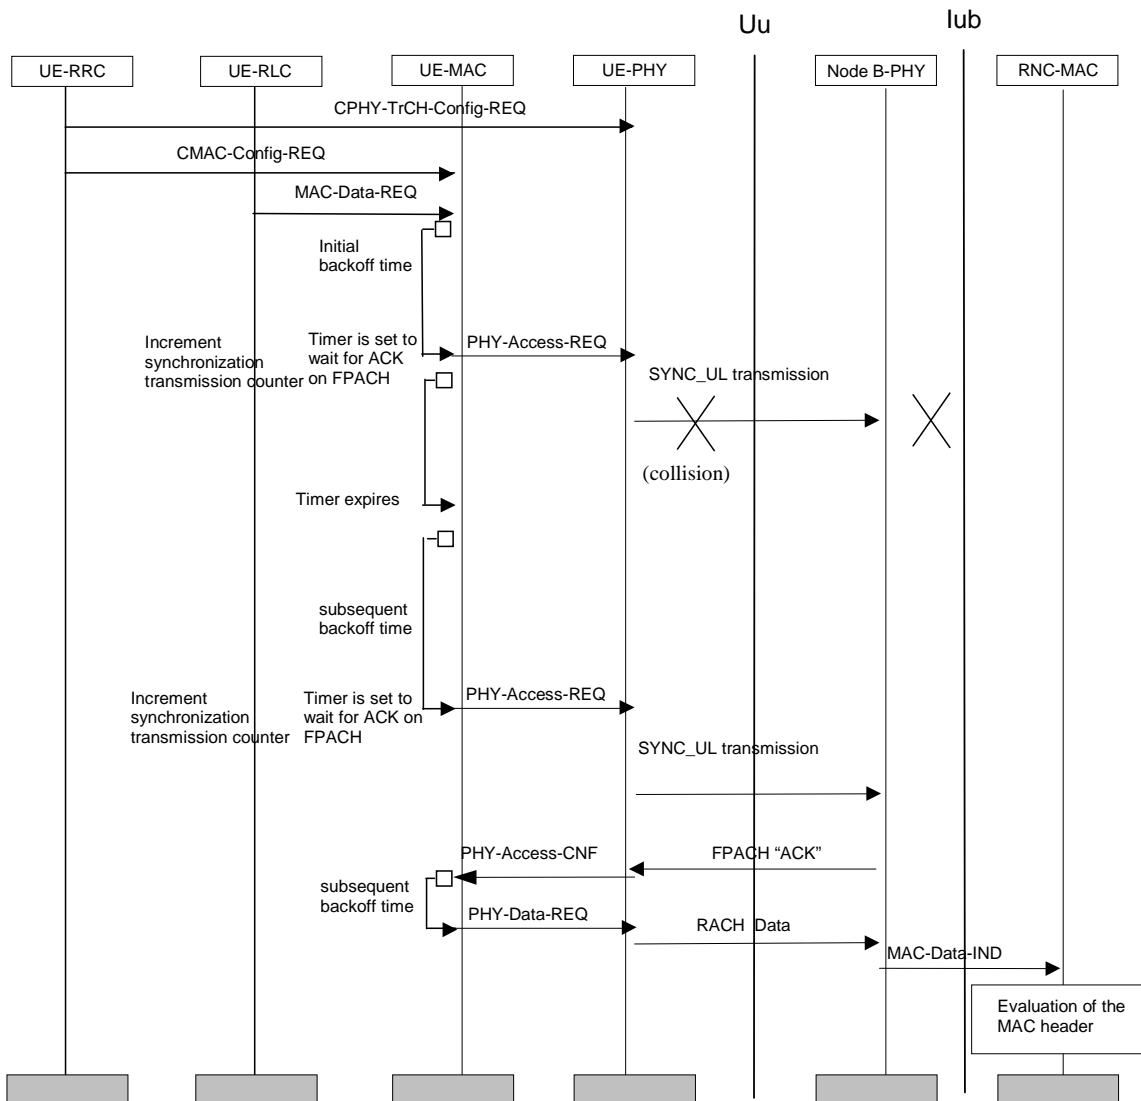 Uu
Iub
UE-RRC
UE-RLC
UE-MAC
UE-PHY
Node B-PHY
RNC-MAC
CPHY-TrCH-Config-REQ
CMAC-Config-REQ
MAC-Data-REQ
Initial
backoff time
Increment
synchronization
transmission counter
Timer is set to
wait for ACK
on FPACH
PHY-Access-REQ
SYNC_UL transmission
(collision)
Timer expires
subsequent
backoff time
Increment
synchronization
transmission counter
Timer is set to
wait for ACK on
FPACH
PHY-Access-REQ
SYNC_UL transmission
PHY-Access-CNF
FPACH “ACK”
subsequent
backoff time
PHY-Data-REQ
RACH Data
MAC-Data-IND
Evaluation of the
MAC header